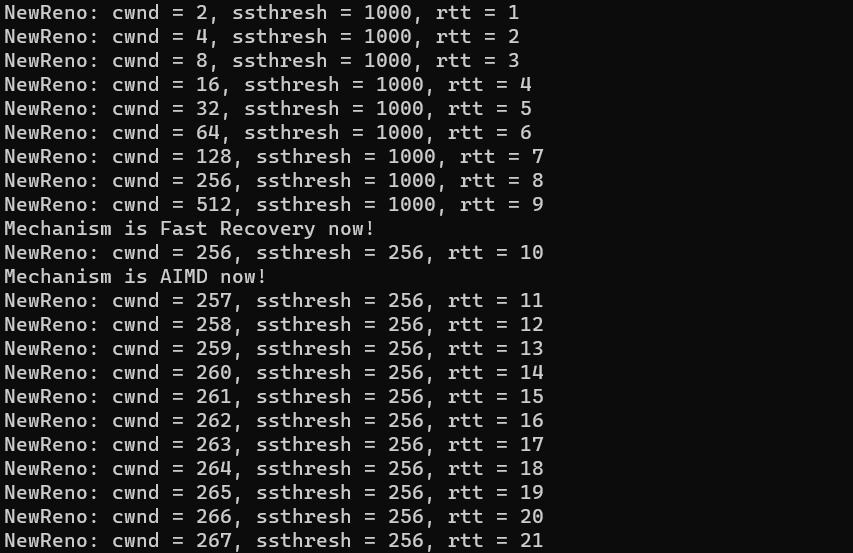 NewReno: cwnd = 2, ssthresh = 1000, rtt = 1
NewReno: cwnd = 4, ssthresh = 1000, rtt = 2
NewReno: cwnd = 8, ssthresh = 1000, rtt = 3
NewReno: cwnd = 16, ssthresh = 1000, rtt = 4
NewReno: cwnd = 32, ssthresh = 1000, rtt = 5
NewReno: cwnd = 64, ssthresh = 1000, rtt = 6
NewReno: cwnd = 128, ssthresh = 1000, rtt = 7
NewReno: cwnd = 256, ssthresh = 1000, rtt = 8
NewReno: cwnd = 512, ssthresh = 1000, rtt = 9
Mechanism is Fast Recovery now!
NewReno: cwnd = 256, ssthresh = 256, rtt = 10
Mechanism is AIMD now!
NewReno: cwnd = 257, ssthresh = 256, rtt = 11
NewReno: cwnd = 258, ssthresh = 256, rtt = 12
NewReno: cwnd = 259, ssthresh = 256, rtt = 13
NewReno: cwnd = 260, ssthresh = 256, rtt = 14
NewReno: cwnd = 261, ssthresh = 256, rtt = 15
NewReno: cwnd = 262, ssthresh = 256, rtt = 16
NewReno: cwnd = 263, ssthresh = 256, rtt = 17
NewReno: cwnd = 264, ssthresh = 256, rtt = 18
NewReno: cwnd = 265, ssthresh = 256, rtt = 19
NewReno: cwnd = 266, ssthresh = 256, rtt = 20
NewReno: cwnd = 267, ssthresh = 256, rtt = 21